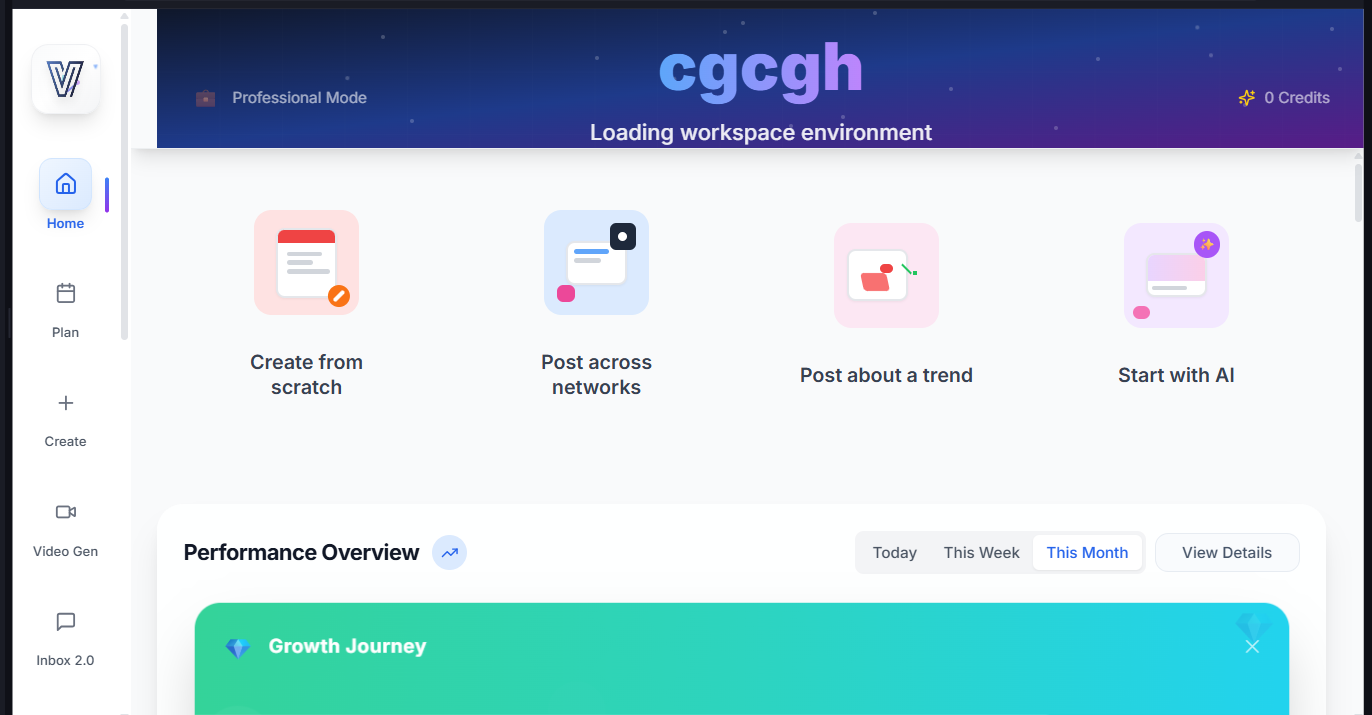 cgcgh
Professional Mode
0 Credits
Loading workspace environment
Home
Plan
Create
Video Gen
Inbox 2.0
Create from
scratch
Post across
networks
Post about a trend
Start with AI
Performance Overview
Today
This Week
This Month
View Details
Growth Journey